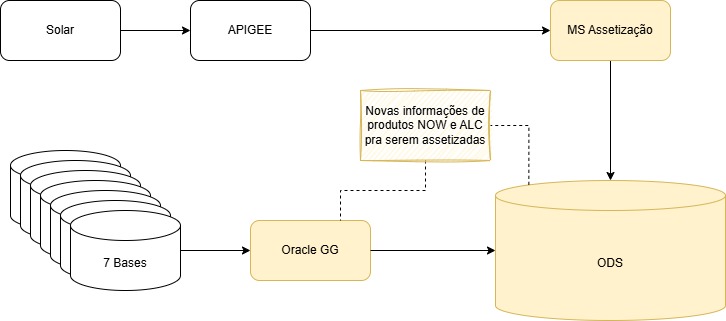 Solar
APIGEE
MS Assetização
Novas informações de
produtos NOW e ALC
pra serem assetizadas
7 Bases
Oracle GG
ODS